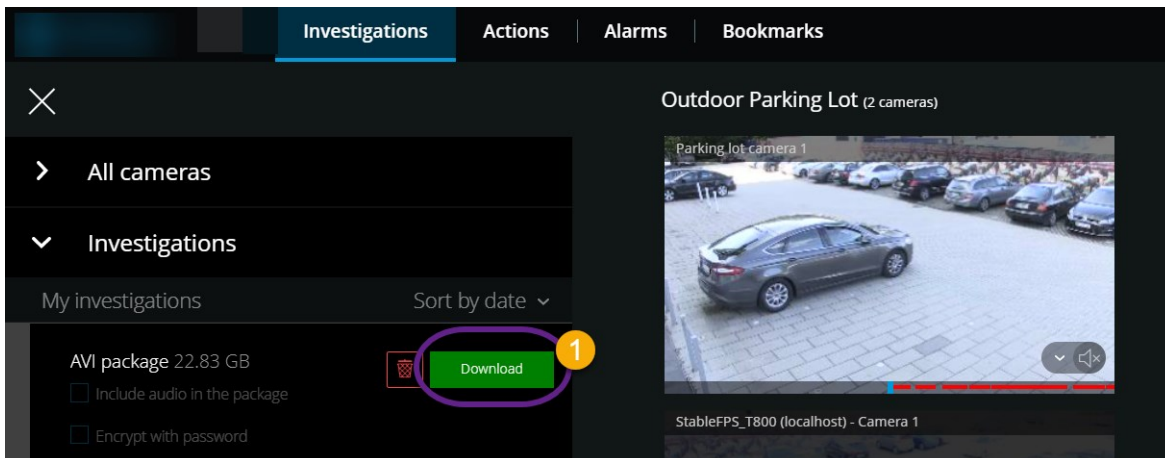 Investigations Actions Alarms Bookmarks
Outdoor Parking Lot (2 cameras)
All cameras
Investigations
My investigations Sort by date
AVI package 22.83 GB
Download
1
Include audio in the package
Encrypt with password
Parking lot camera 1
StableFPS_T800 (localhost) - Camera 1